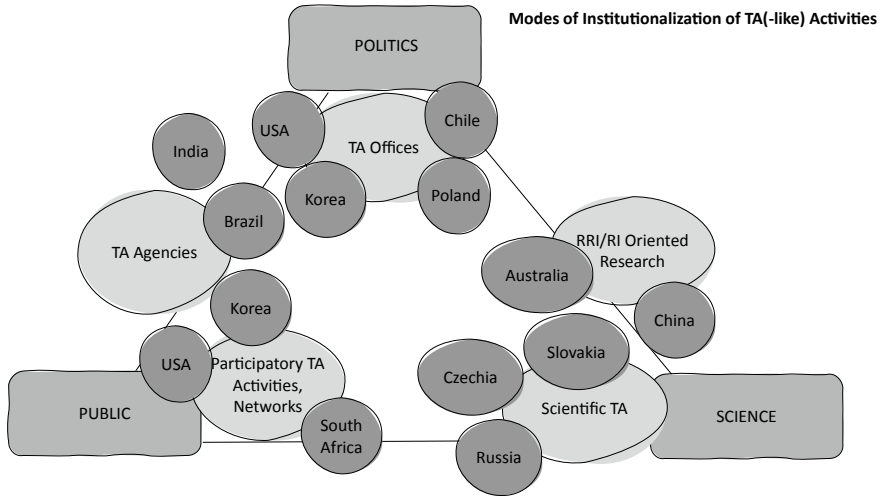 Modes of Institutionalization of TA(-like) Activities
POLITICS
USA
TA Offices
Chile
India
Korea
Poland
Brazil
TA Agencies
RRI/RI Oriented
Research
Australia
Korea
China
USA
Participatory TA
Activities,
Networks
Slovakia
Czechia
PUBLIC
Scientific TA
SCIENCE
South
Africa
Russia